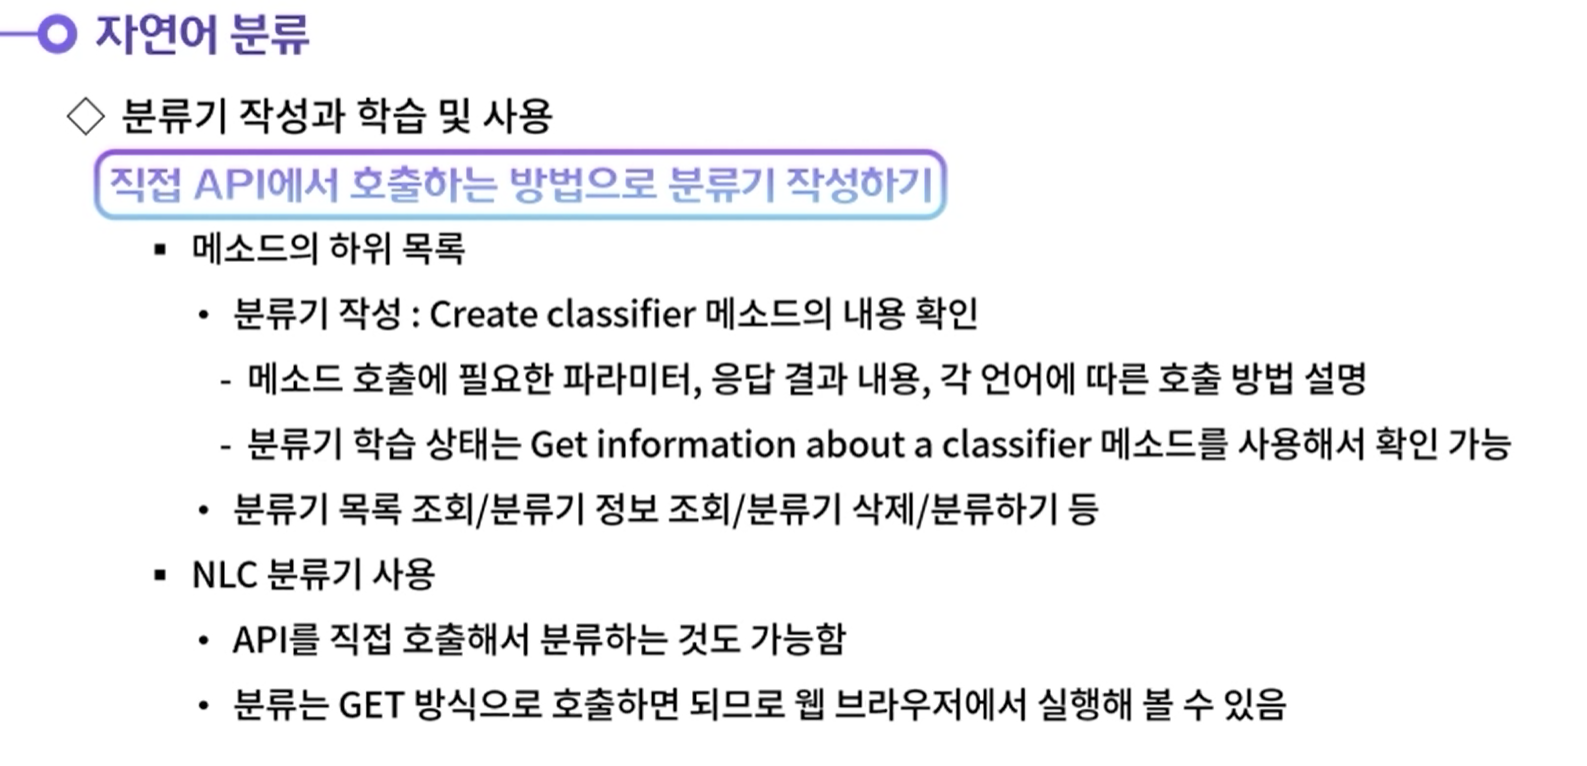 자연어 분류
◇ 분류기 작성과 학습 및 사용
직접 API에서 호출하는 방법으로 분류기 작성하기
▪ 메소드의 하위 목록
• 분류기 작성 : Create classifier 메소드의 내용 확인
- 메소드 호출에 필요한 파라미터, 응답 결과 내용, 각 언어에 따른 호출 방법 설명
- 분류기 학습 상태는 Get information about a classifier 메소드를 사용해서 확인 가능
• 분류기 목록 조회/분류기 정보 조회/분류기 삭제/분류하기 등
▪ NLC 분류기 사용
• API를 직접 호출해서 분류하는 것도 가능함
• 분류는 GET 방식으로 호출하면 되므로 웹 브라우저에서 실행해 볼 수 있음